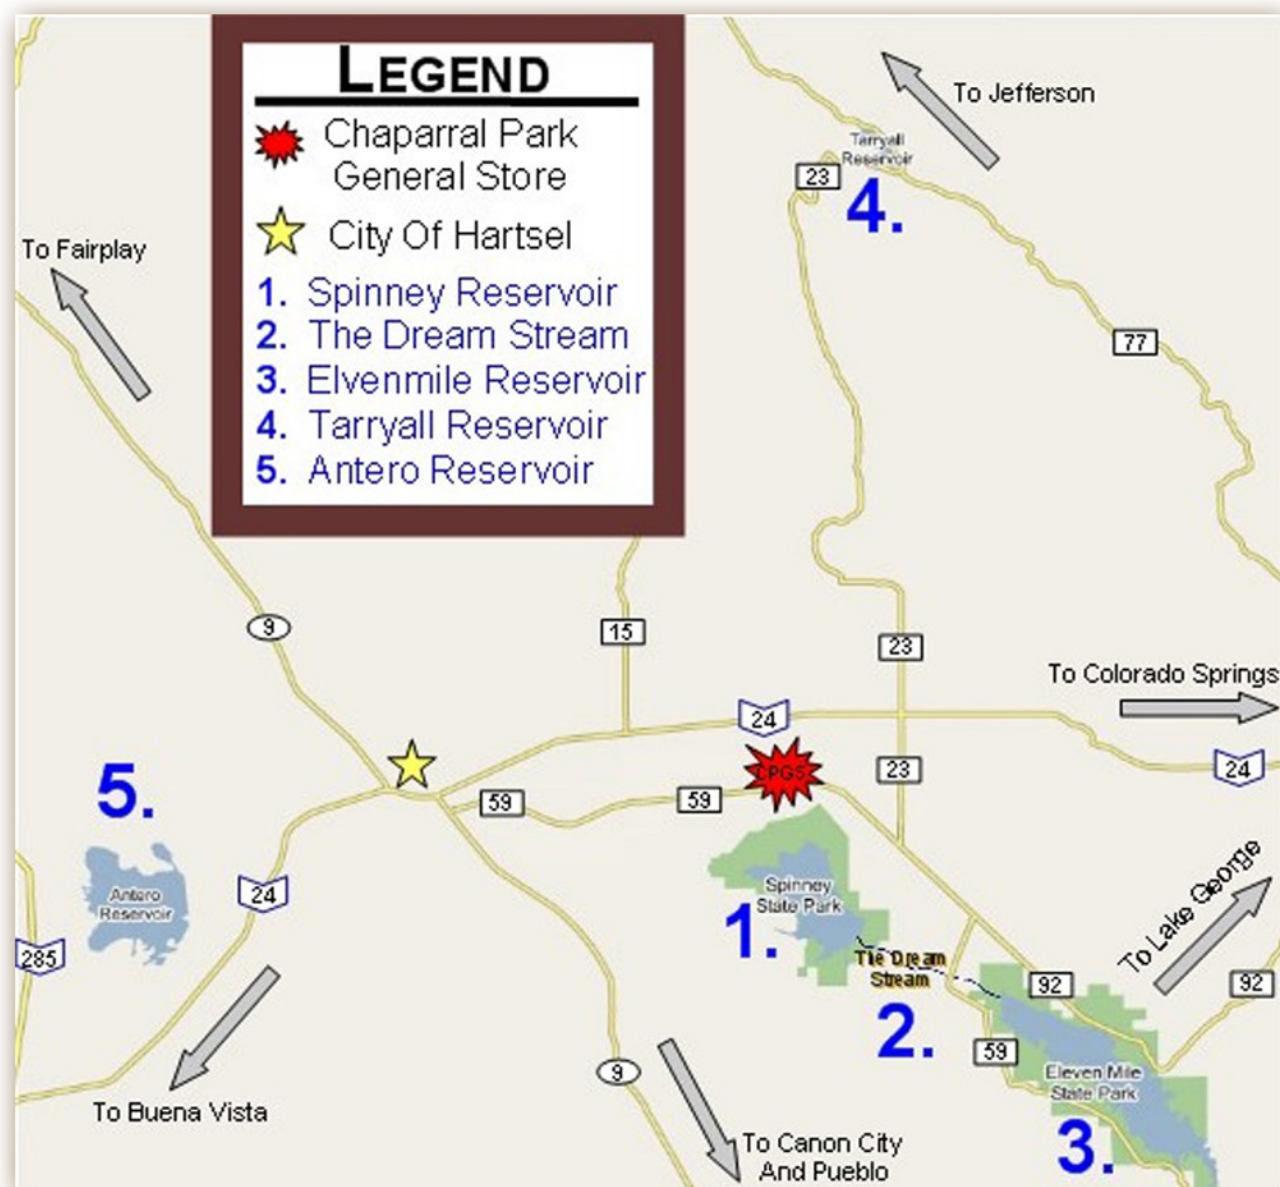 LEGEND
Chaparral Park
General Store
City Of Hartsel
1. Spinney Reservoir
2. The Dream Stream
3. Elvenmile Reservoir
4. Tarryall Reservoir
5. Antero Reservoir
To Jefferson
Tarryall
Reservoir
23
4.
To Fairplay
77
9
15
23
To Colorado Springs
24
CPGS
23
24
5.
59
59
Antero
Reservoir
24
285
Spinney
State Park
1.
The Dream
Stream
2.
To Lake George
92
92
59
Eleven Mile
State Park
3.
9
To Buena Vista
To Canon City
And Pueblo